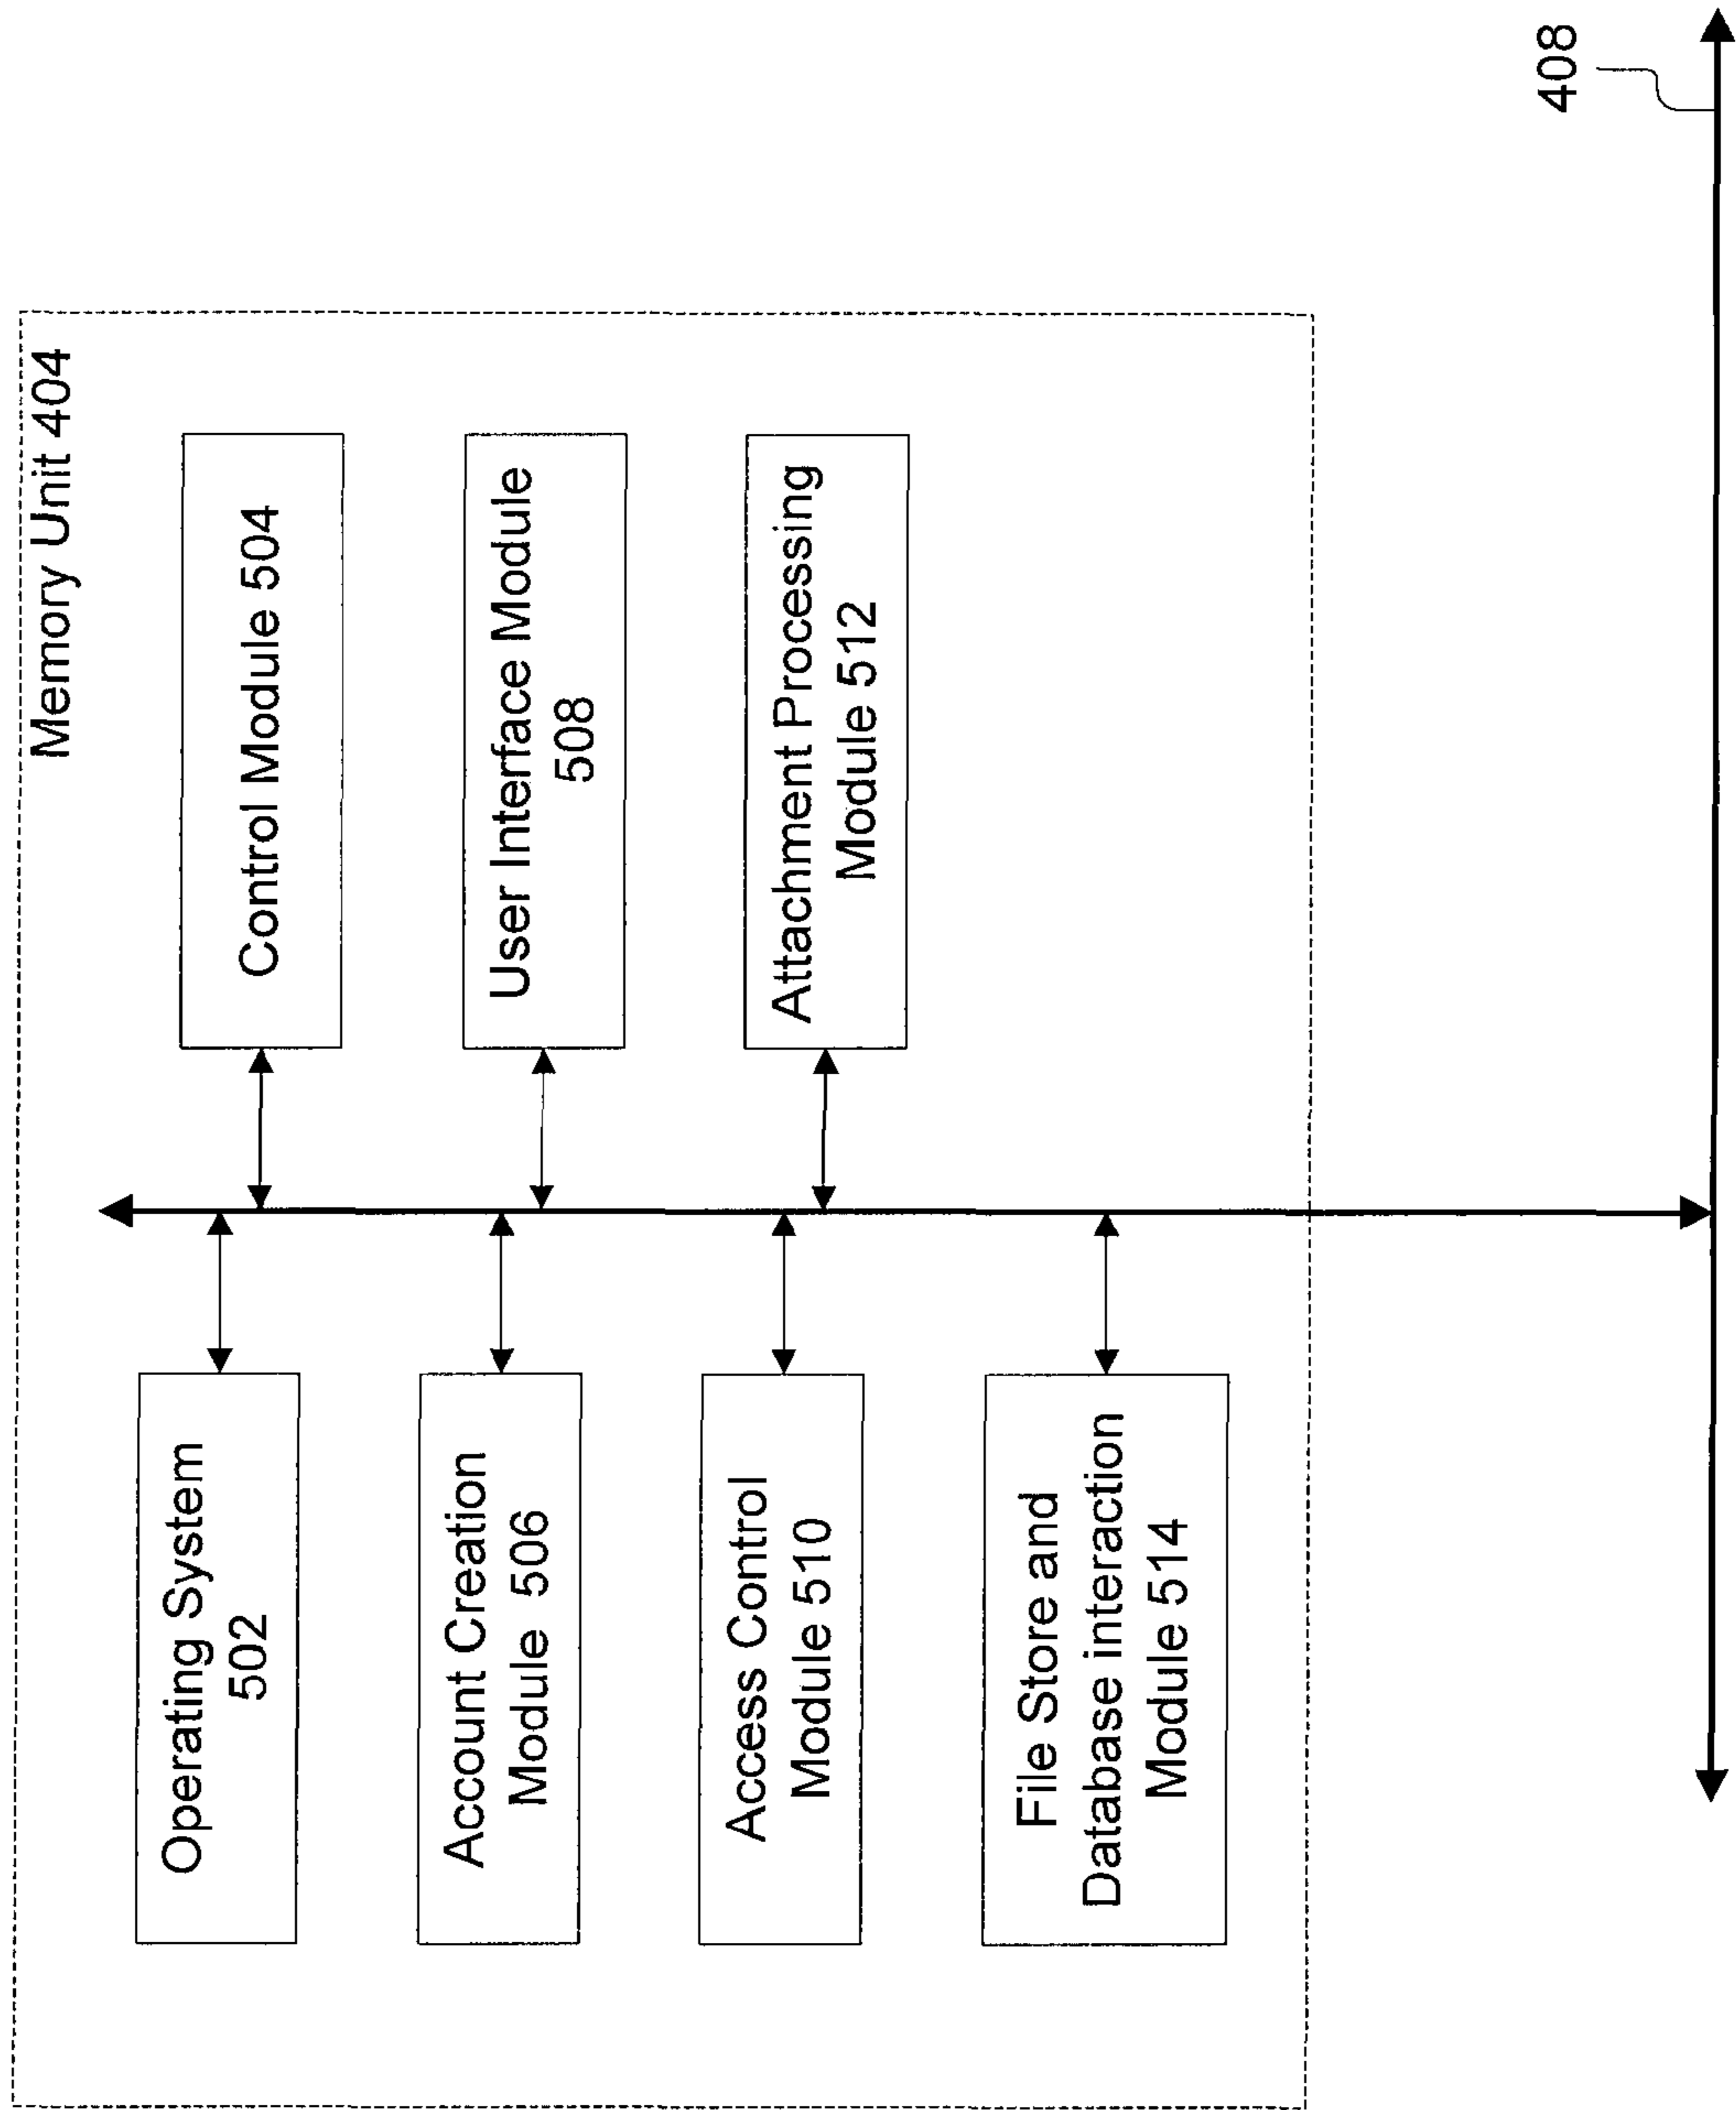 Memory Unit 404
Operating System
502
Control Module 504
Account Creation
Module 506
User Interface Module
508
Access Control
Module 510
Attachment Processing
Module 512
File Store and
Database interaction
Module 514
408